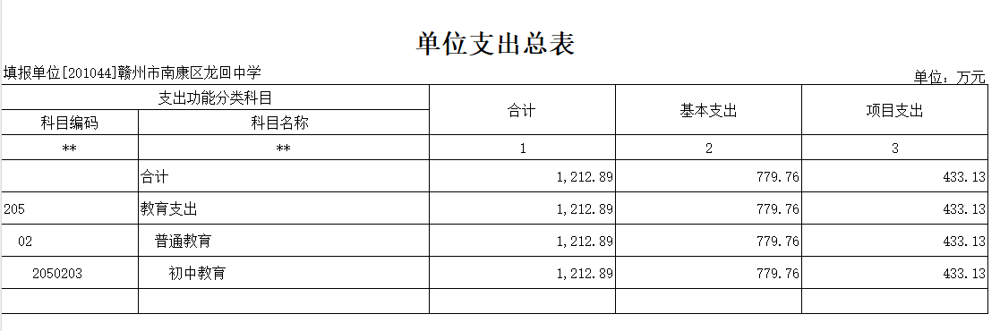 单位支出总表
填报单位[201044]赣州市南康区龙回中学 单位：万元
支出功能分类科目 合计 基本支出 项目支出
科目编码 科目名称
** ** 1 2 3
合计 1,212.89 779.76 433.13
205 教育支出 1,212.89 779.76 433.13
02 普通教育 1,212.89 779.76 433.13
2050203 初中教育 1,212.89 779.76 433.13